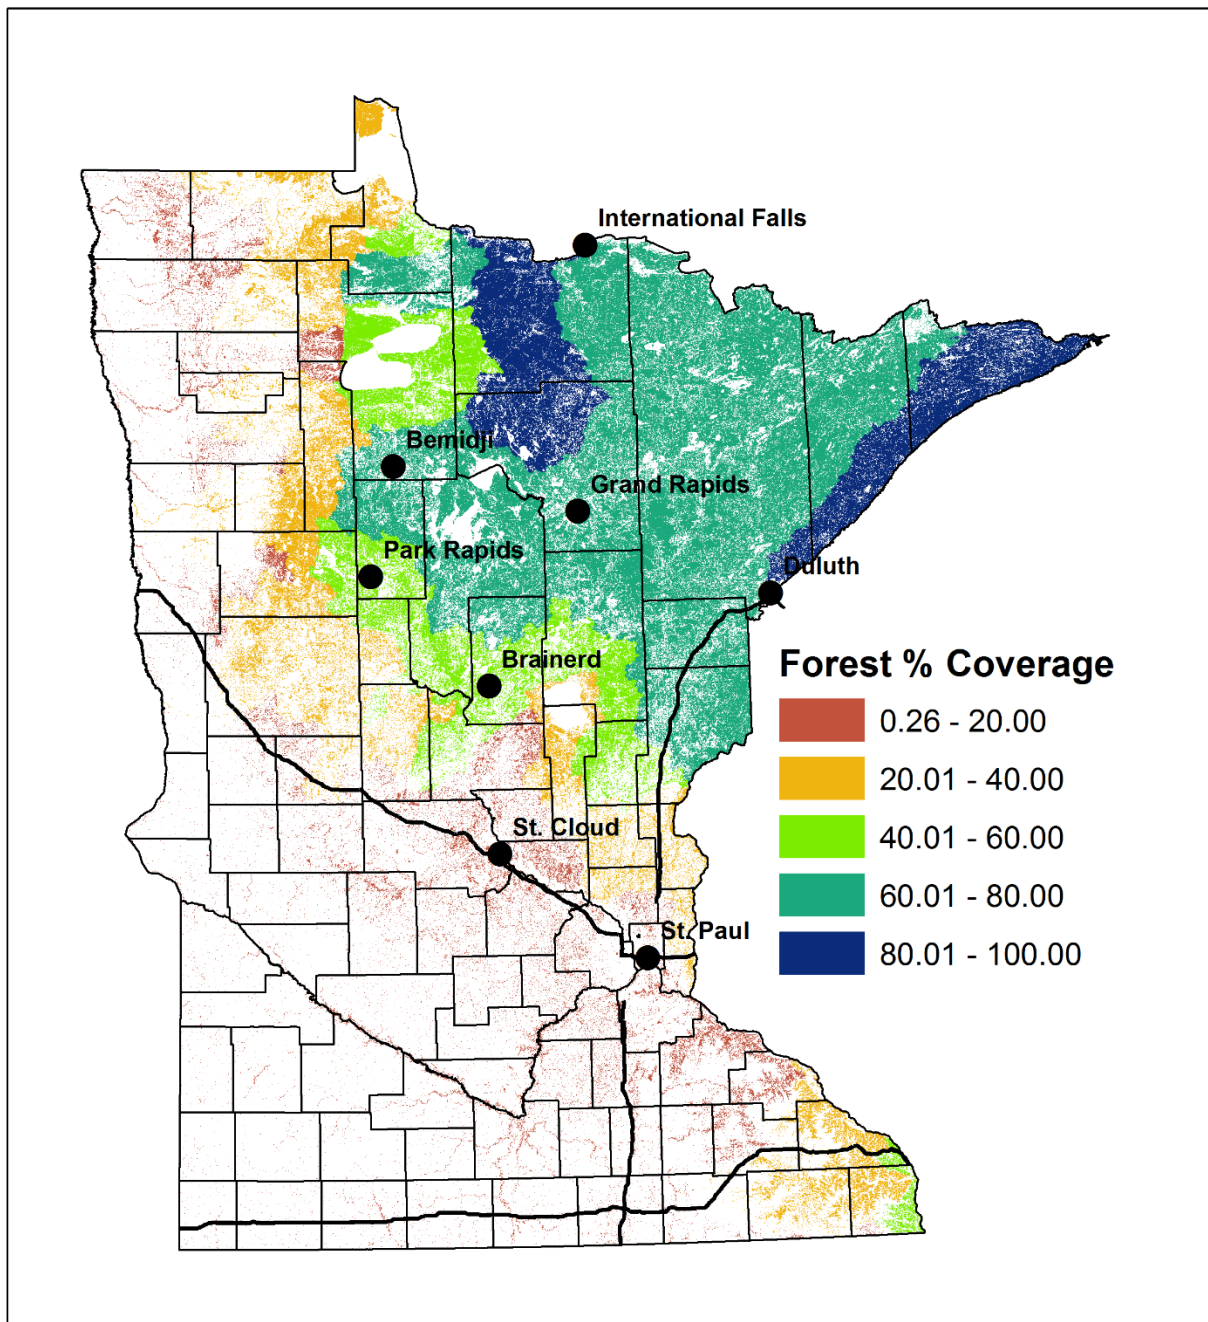 International Falls
Bemidji
Grand Rapids
Park Rapids
Duluth
Brainerd
Forest % Coverage
0.26 - 20.00
20.01 - 40.00
40.01 - 60.00
60.01 - 80.00
80.01 - 100.00
St. Cloud
St. Paul